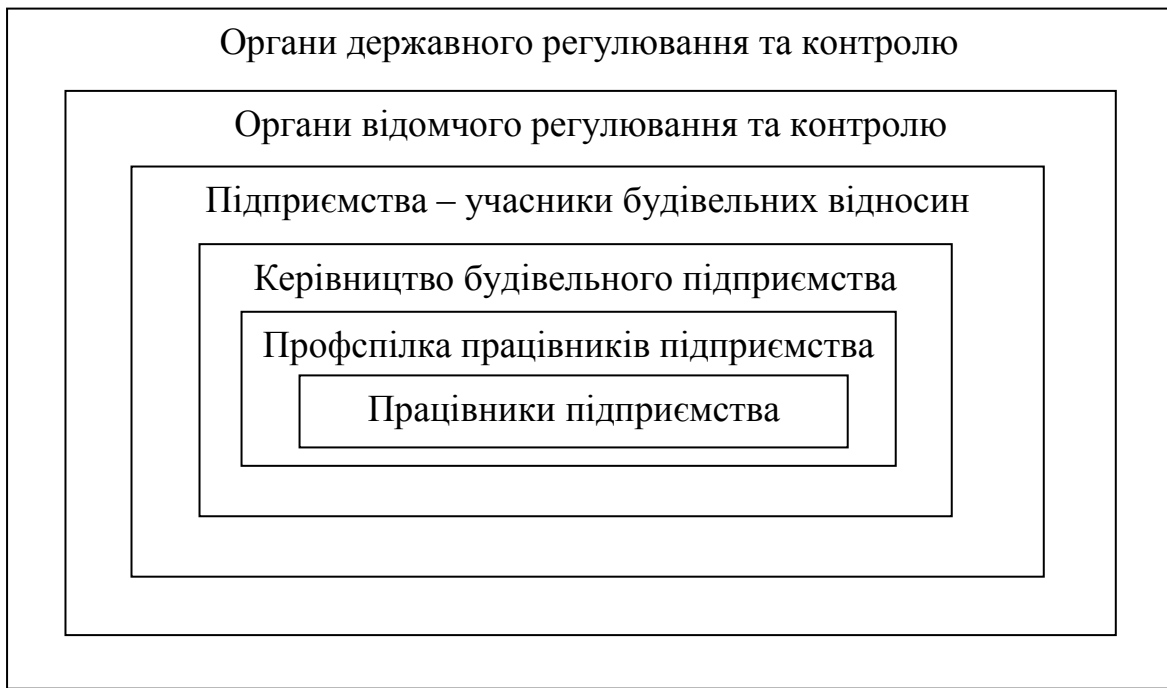 Органи державного регулювання та контролю
Органи відомчого регулювання та контролю
Підприємства – учасники будівельних відносин
Керівництво будівельного підприємства
Профспілка працівників підприємства
Працівники підприємства